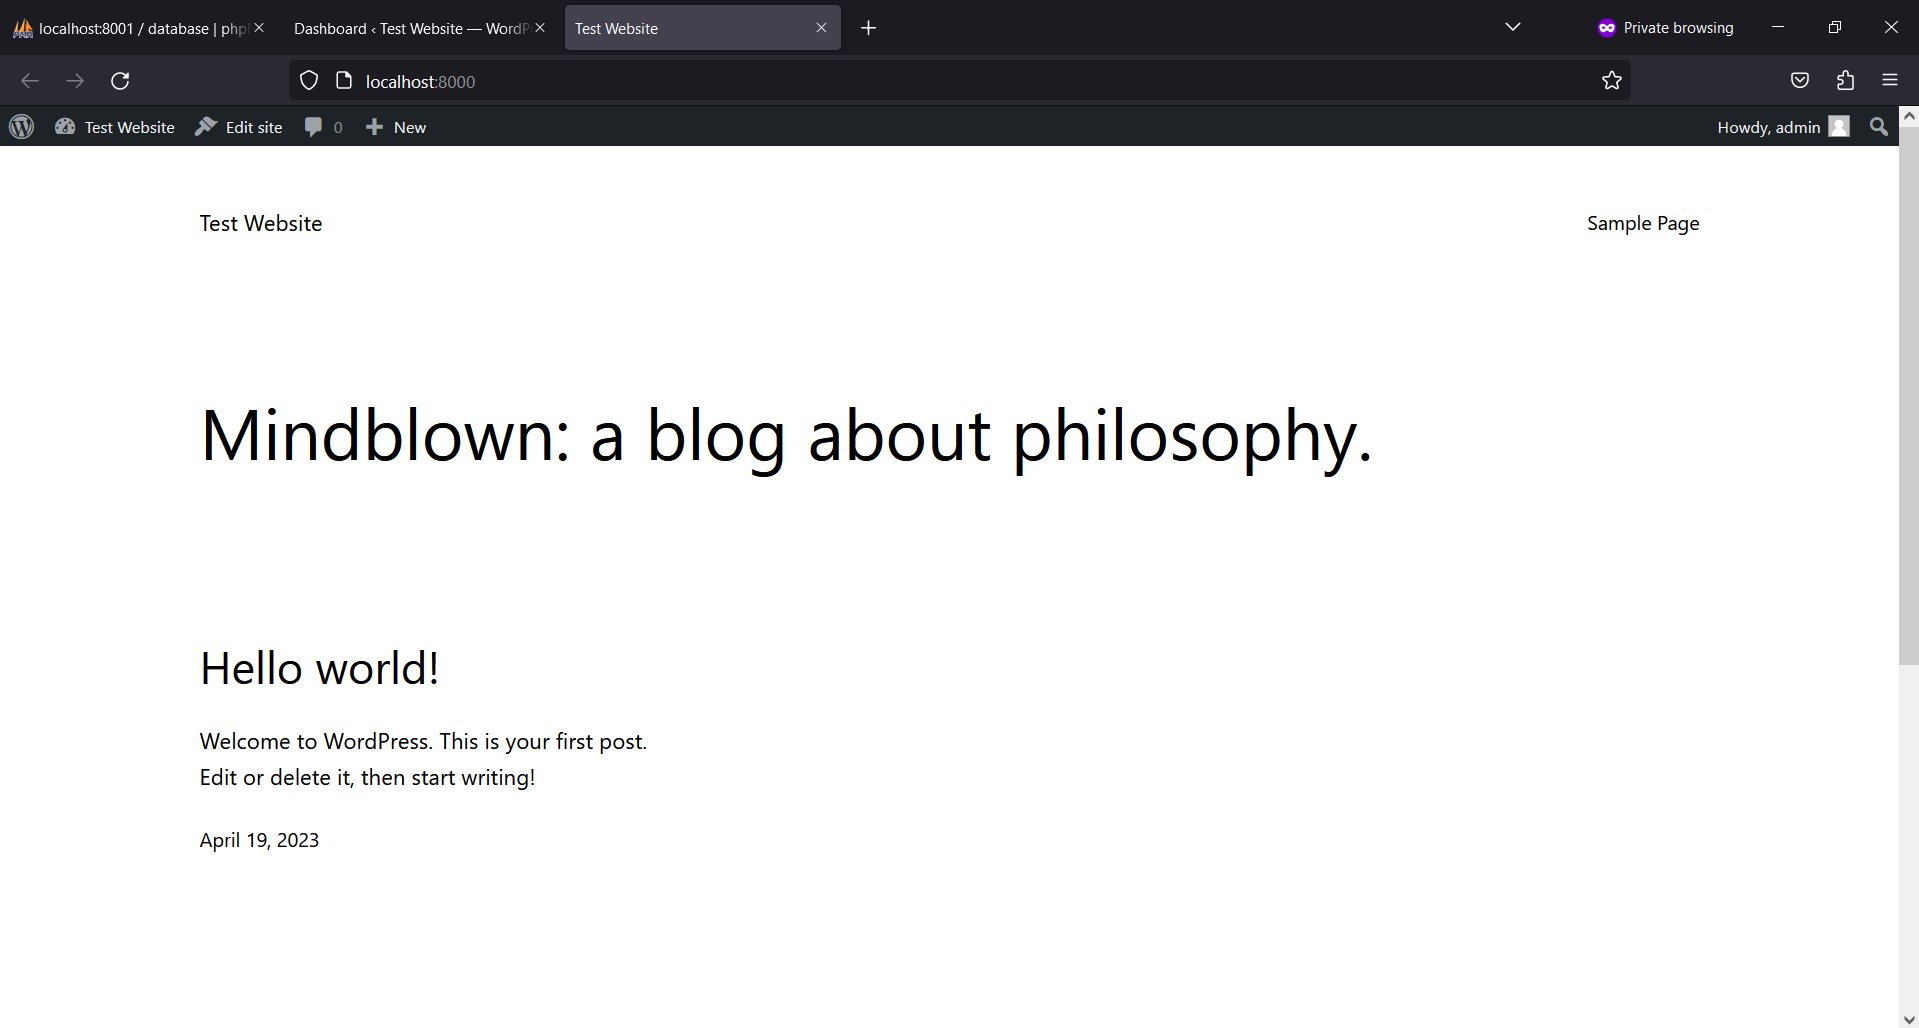 localhost:8001 / database | php
Dashboard ‹ Test Website — WordP
Test Website
Private browsing
localhost:8000
Test Website
Edit site
0
New
Howdy, admin
Test Website
Sample Page
Mindblown: a blog about philosophy.
Hello world!
Welcome to WordPress. This is your first post.
Edit or delete it, then start writing!
April 19, 2023